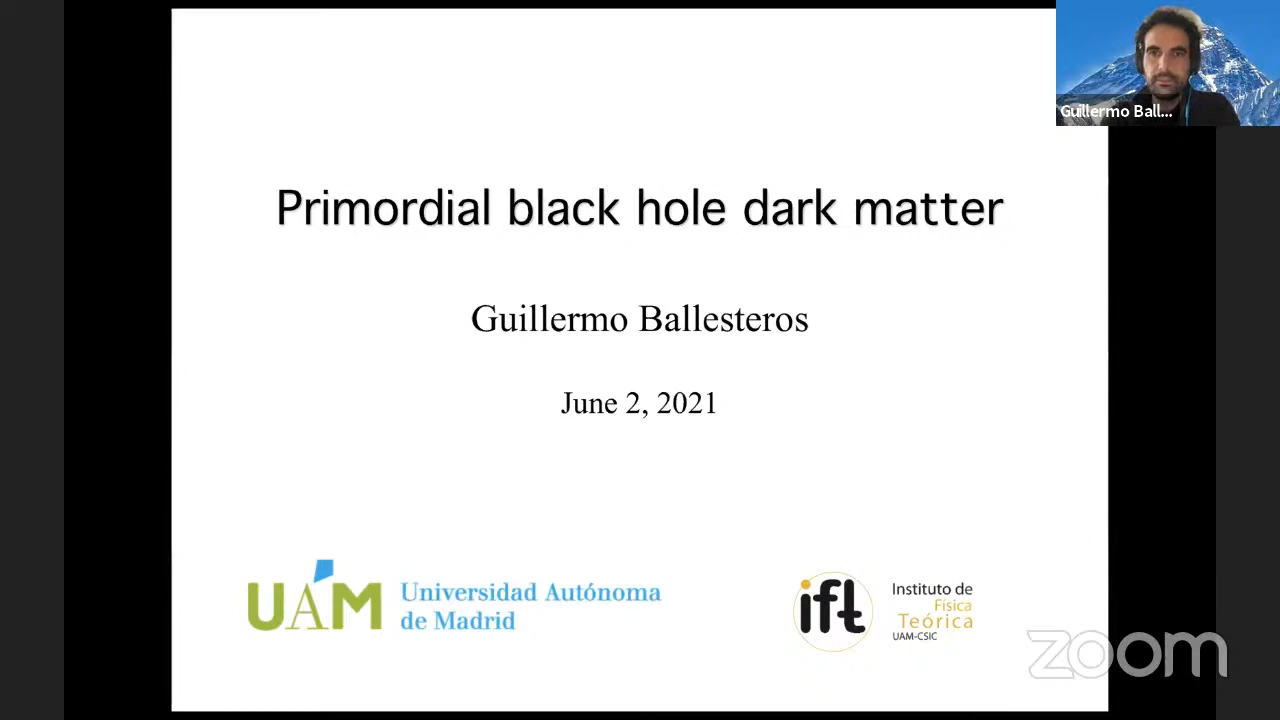 Guillermo Ball...
Primordial black hole dark matter
Guillermo Ballesteros
June 2, 2021
UAM
Universidad Autónoma
de Madrid
ift
Instituto de
Física
Teórica
UAM-CSIC
zoom